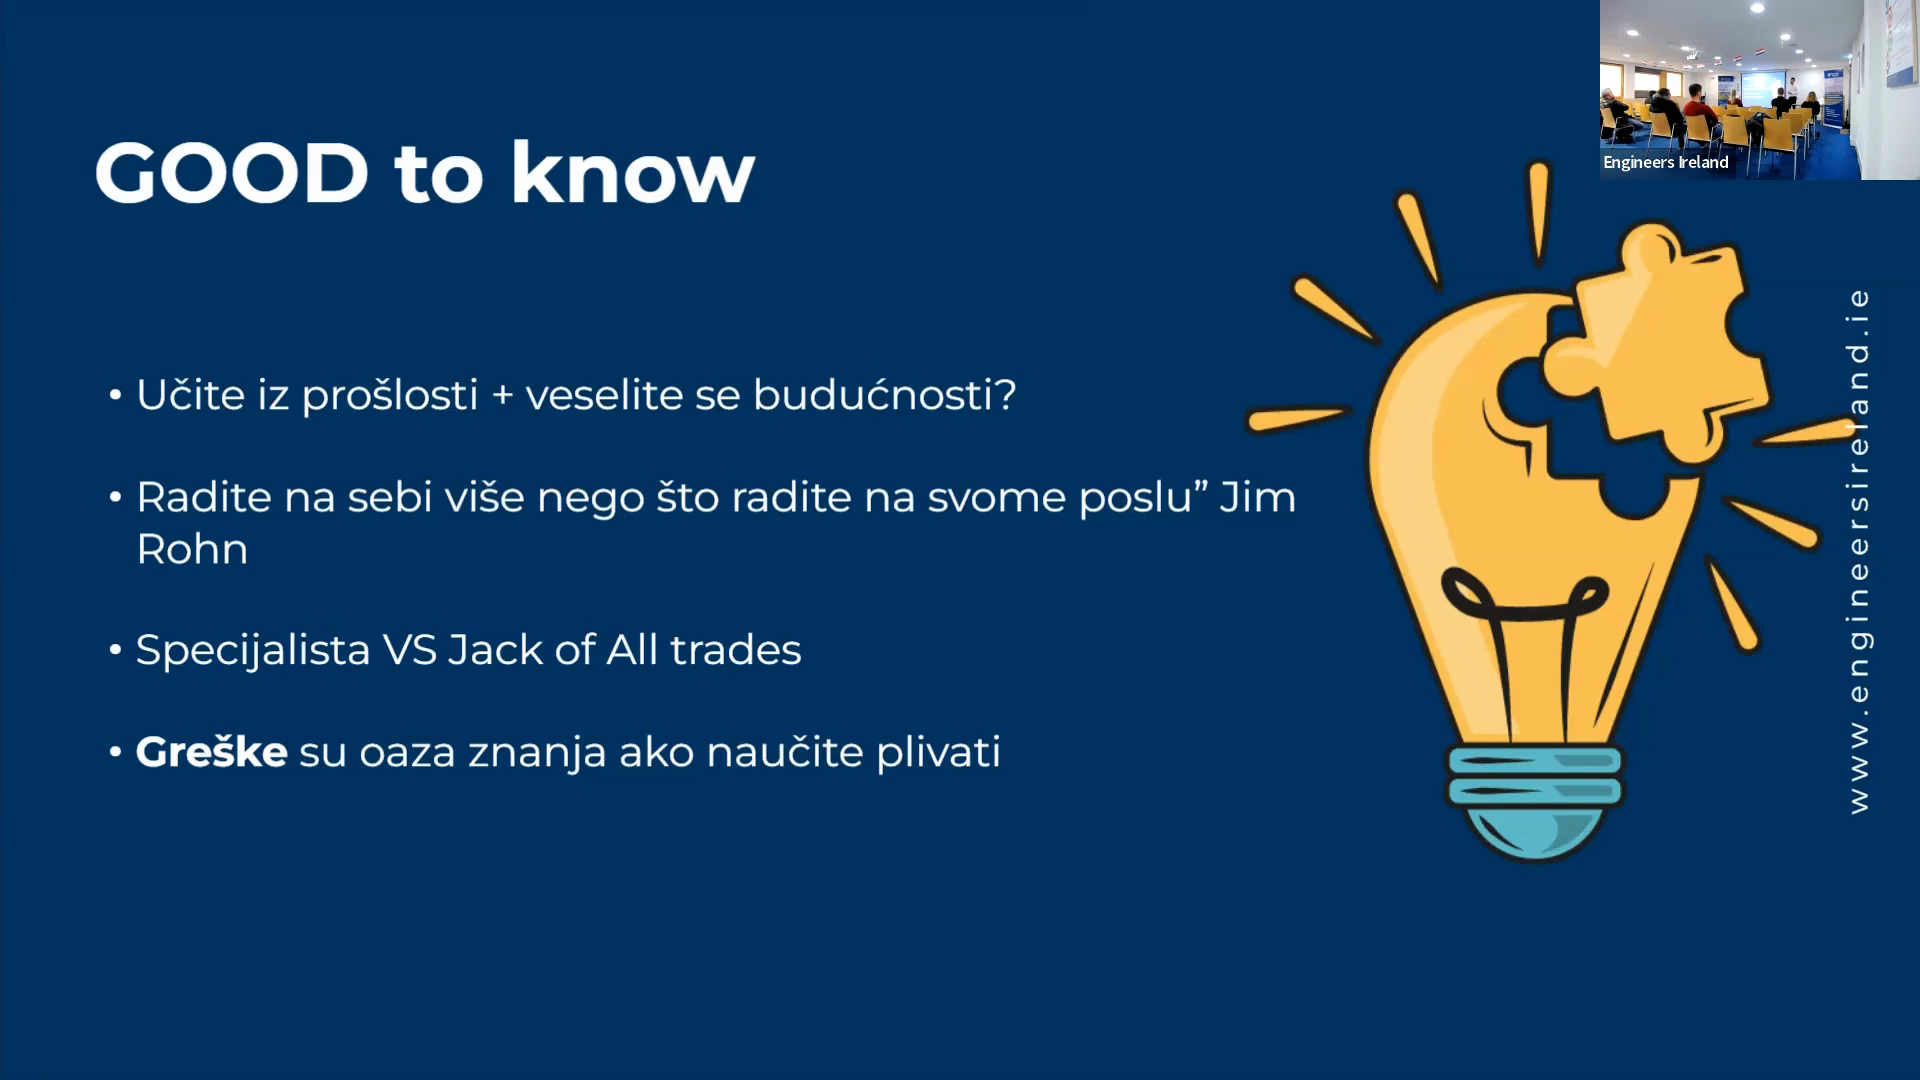 GOOD to know
• Učite iz prošlosti + veselite se budućnosti?
• Radite na sebi više nego što radite na svome poslu” Jim
Rohn
• Specijalista VS Jack of All trades
• Greške su oaza znanja ako naučite plivati
Engineers Ireland
www.engineersireland.ie